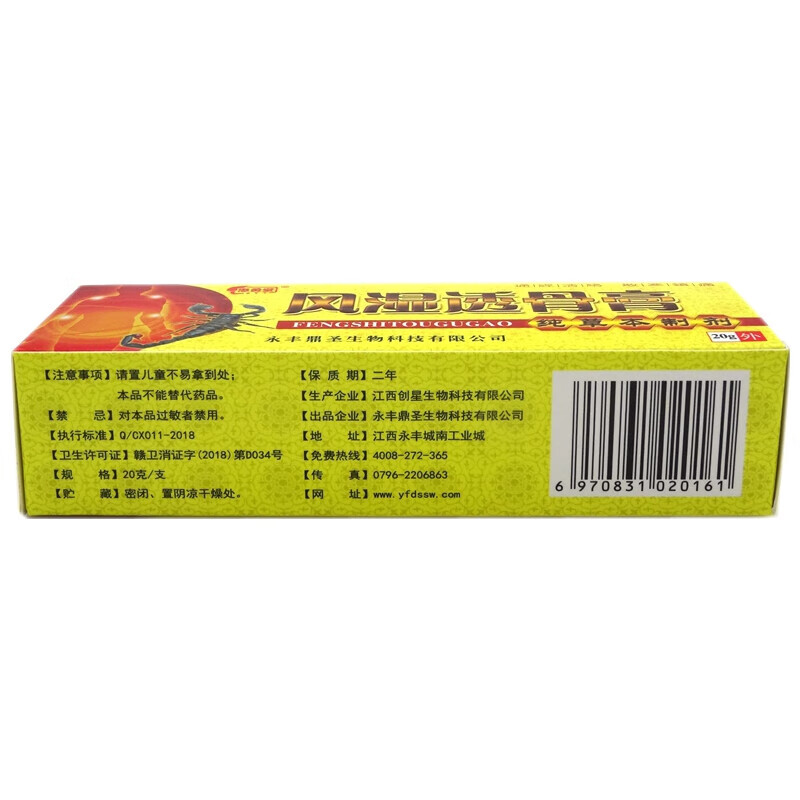 风湿透骨膏
FENGSHITOUGUGAO
纯草本制剂
永丰鼎圣生物科技有限公司
20g 外
【注意事项】请置儿童不易拿到处;
本品不能替代药品。
【禁 忌】对本品过敏者禁用。
【执行标准】Q/CX011-2018
【卫生许可证】赣卫消证字(2018)第D034号
【规 格】20克/支
【贮 藏】密闭、置阴凉干燥处。
【保 质 期】二年
【生产企业】江西创星生物科技有限公司
【出品企业】永丰鼎圣生物科技有限公司
【地 址】江西永丰城南工业城
【免费热线】4008-272-365
【传 真】0796-2206863
【网 址】www.yfdssw.com
6 970831 020161